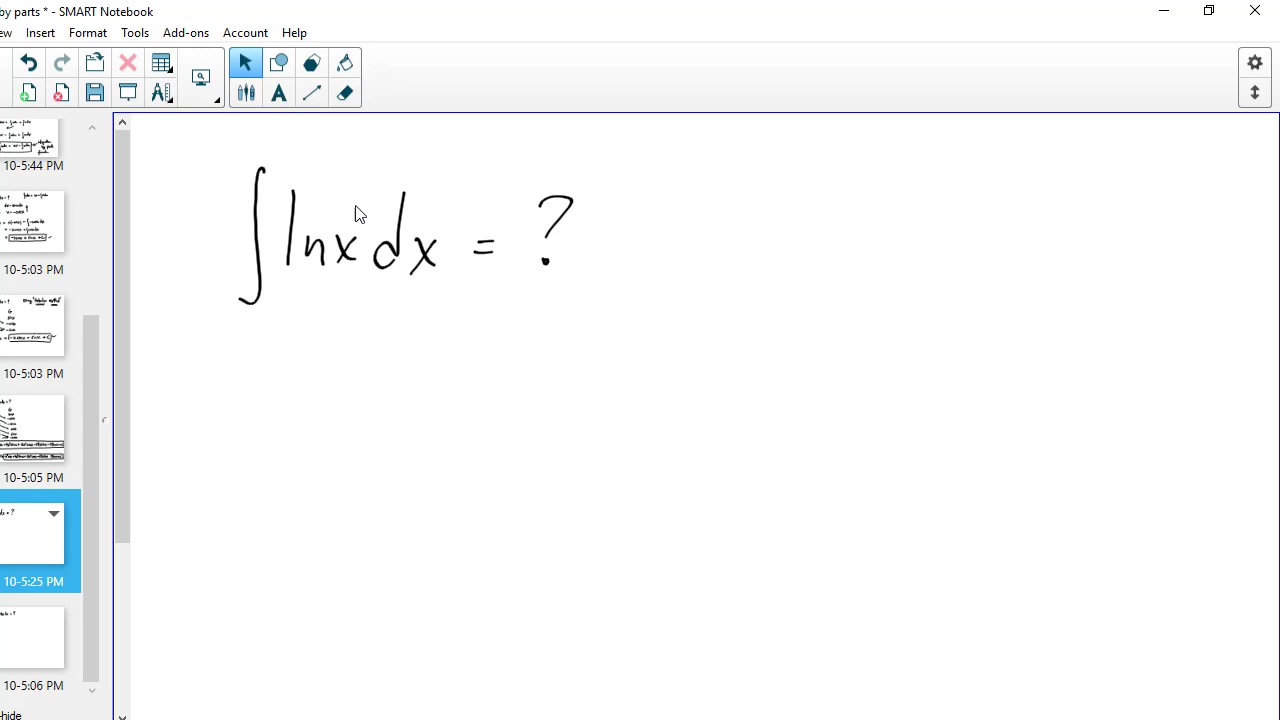 by parts * - SMART Notebook
ew Insert Format Tools Add-ons Account Help
10-5:44 PM
10-5:03 PM
10-5:03 PM
10-5:05 PM
dx = ?
10-5:25 PM
10-5:06 PM
-hide
∫ lnx dx = ?